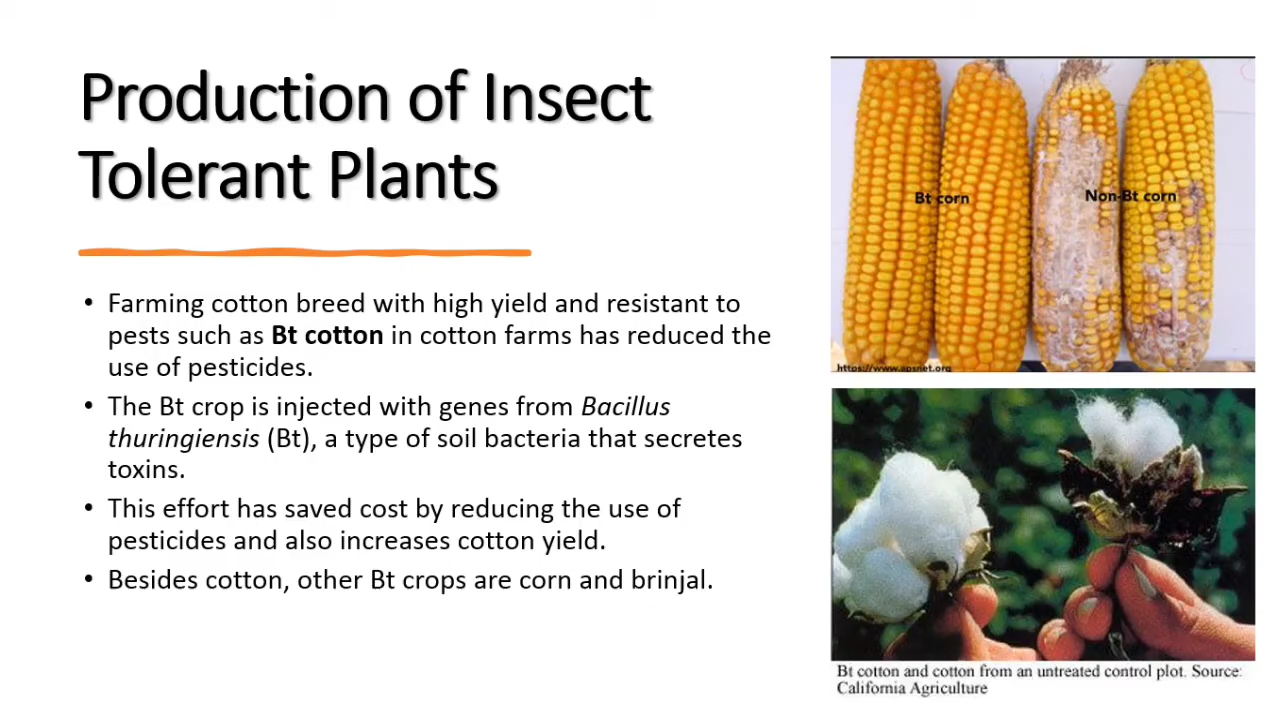 Production of Insect
Tolerant Plants
• Farming cotton breed with high yield and resistant to
pests such as Bt cotton in cotton farms has reduced the
use of pesticides.
• The Bt crop is injected with genes from Bacillus
thuringiensis (Bt), a type of soil bacteria that secretes
toxins.
• This effort has saved cost by reducing the use of
pesticides and also increases cotton yield.
• Besides cotton, other Bt crops are corn and brinjal.
Bt corn
Non-Bt corn
https://www.apsnet.org
Bt cotton and cotton from an untreated control plot. Source:
California Agriculture